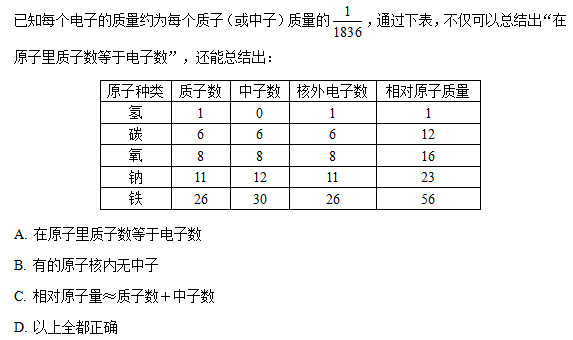 已知每个电子的质量约为每个质子（或中子）质量的1/1836，通过下表，不仅可以总结出“在
原子里质子数等于电子数”，还能总结出：
原子种类 质子数 中子数 核外电子数 相对原子质量
氢 1 0 1 1
碳 6 6 6 12
氧 8 8 8 16
钠 11 12 11 23
铁 26 30 26 56
A. 在原子里质子数等于电子数
B. 有的原子核内无中子
C. 相对原子量≈质子数＋中子数
D. 以上全都正确